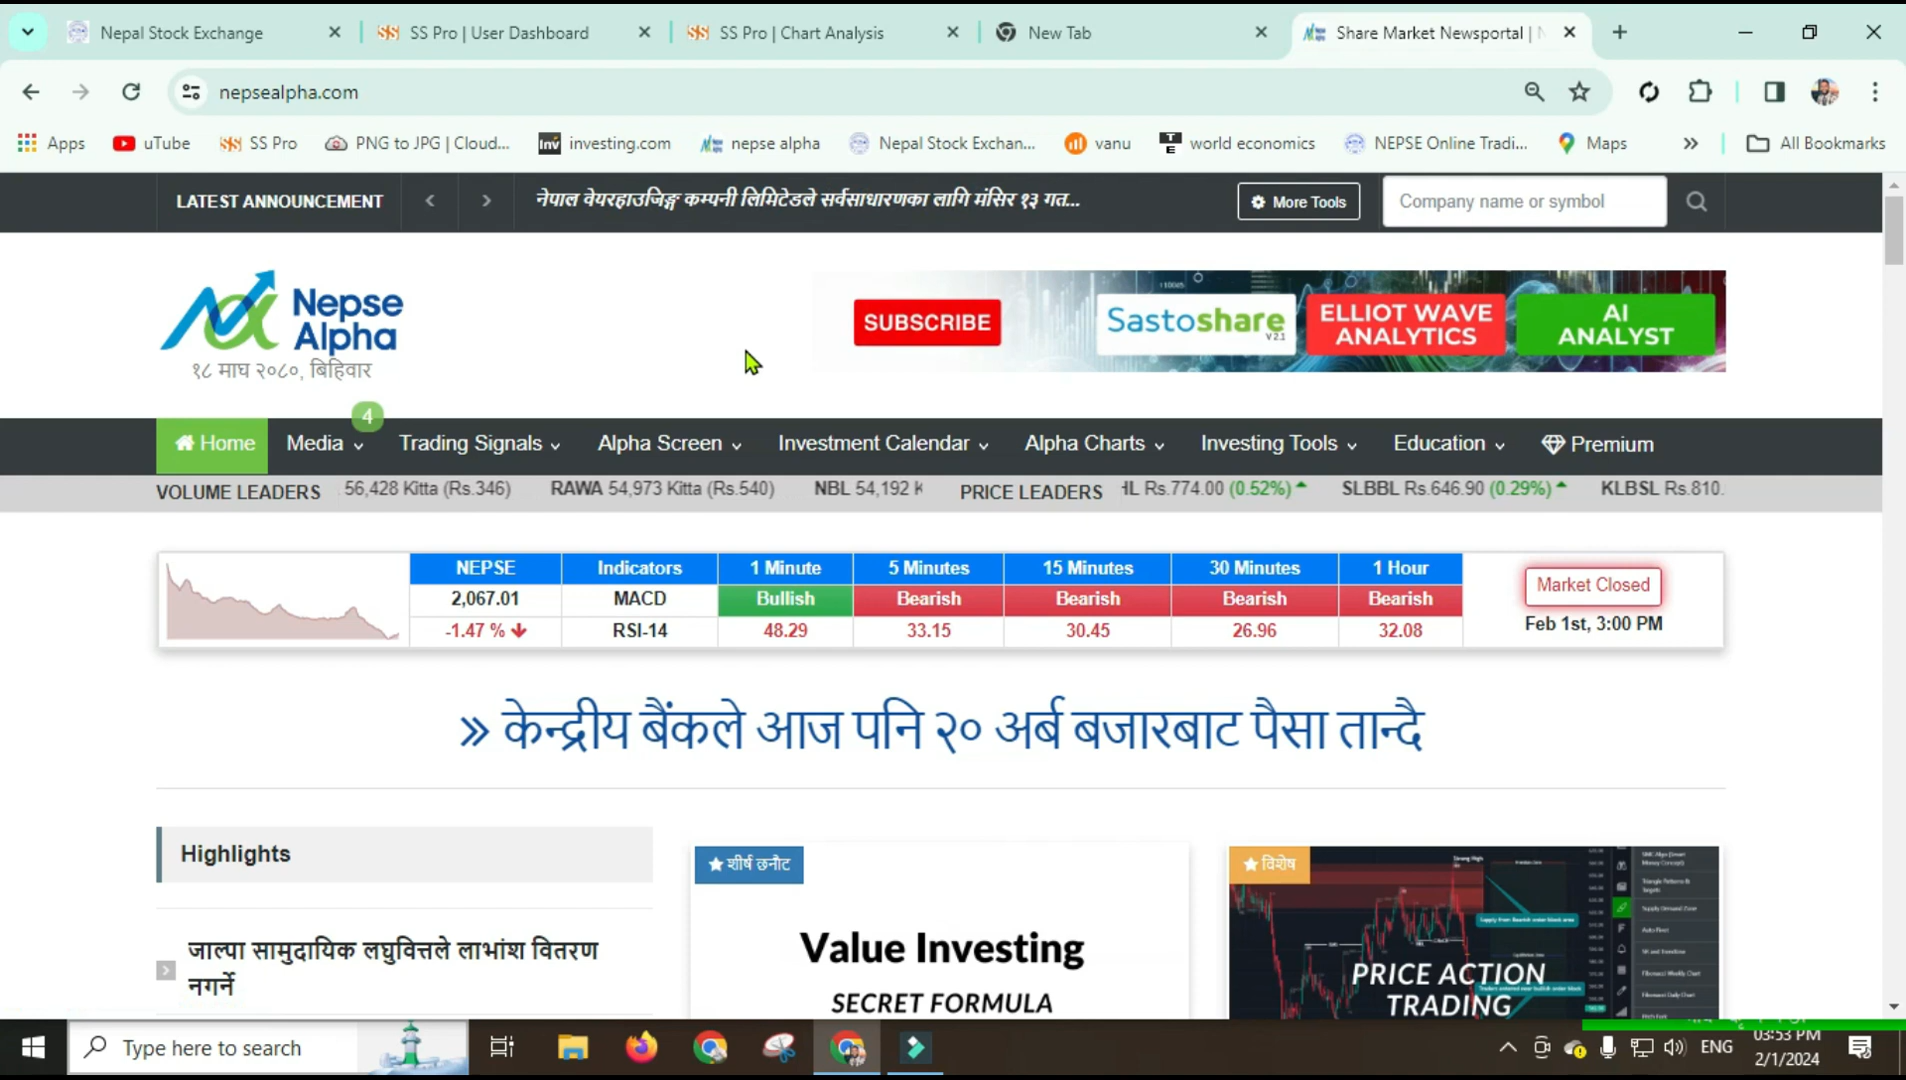 Nepal Stock Exchange
SS Pro | User Dashboard
SS Pro | Chart Analysis
New Tab
Share Market Newsportal |
nepsealpha.com
Apps
uTube
SS Pro
PNG to JPG | Cloud...
investing.com
nepse alpha
Nepal Stock Exchan...
vanu
world economics
NEPSE Online Tradi...
Maps
All Bookmarks
LATEST ANNOUNCEMENT
नेपाल वेयरहाउजिङ्ग कम्पनी लिमिटेडले सर्वसाधारणका लागि मंसिर १३ गत...
More Tools
Company name or symbol
Nepse
Alpha
१८ माघ २०८०, बिहिवार
SUBSCRIBE
Sastoshare
V 2.1
ELLIOT WAVE
ANALYTICS
AI
ANALYST
4
Home
Media
Trading Signals
Alpha Screen
Investment Calendar
Alpha Charts
Investing Tools
Education
Premium
VOLUME LEADERS
56,428 Kitta (Rs.346)
RAWA 54,973 Kitta (Rs.540)
NBL 54,192 K
PRICE LEADERS
HL Rs.774.00 (0.52%)
SLBBL Rs.646.90 (0.29%)
KLBSL Rs.810.
NEPSE Indicators 1 Minute 5 Minutes 15 Minutes 30 Minutes 1 Hour
2,067.01 MACD Bullish Bearish Bearish Bearish Bearish
-1.47 % RSI-14 48.29 33.15 30.45 26.96 32.08
Market Closed
Feb 1st, 3:00 PM
» केन्द्रीय बैंकले आज पनि २० अर्ब बजारबाट पैसा तान्दै
Highlights
जाल्पा सामुदायिक लघुवित्तले लाभांश वितरण
नगर्ने
शीर्ष छनौट
Value Investing
SECRET FORMULA
विशेष
PRICE ACTION
TRADING
Type here to search
ENG
03:53 PM
2/1/2024